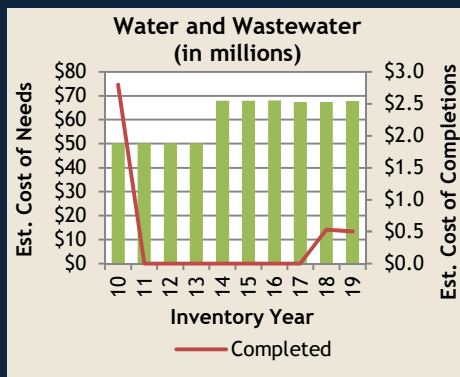 Water and Wastewater
(in millions)
Est. Cost of Needs
$80
$70
$60
$50
$40
$30
$20
$10
$0
$3.0
$2.5
$2.0
$1.5
$1.0
$0.5
$0.0
Est. Cost of Completions
10 11 12 13 14 15 16 17 18 19
Inventory Year
Completed